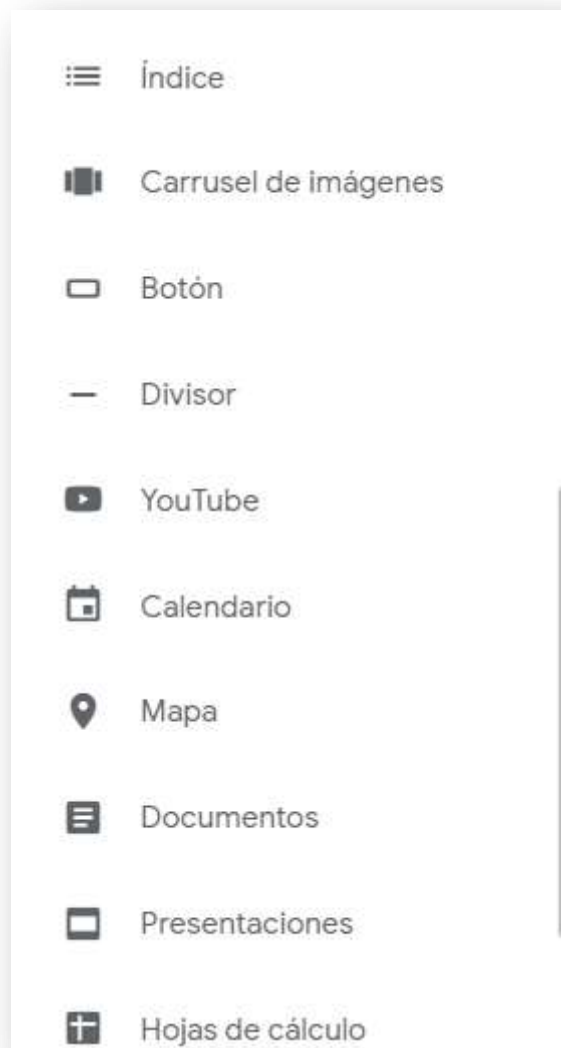 Índice
Carrusel de imágenes
Botón
Divisor
YouTube
Calendario
Mapa
Documentos
Presentaciones
Hojas de cálculo